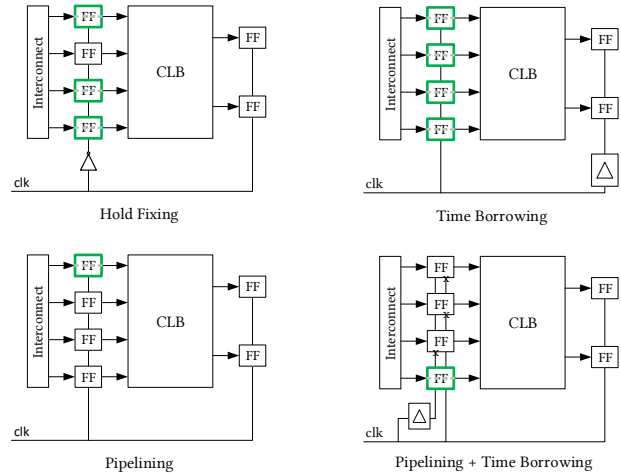 FF
FF
FF
FF
Interconnect
CLB
FF
FF
clk
Hold Fixing
FF
FF
FF
FF
Interconnect
CLB
FF
FF
Δ
clk
Time Borrowing
FF
FF
FF
FF
Interconnect
CLB
FF
FF
clk
Pipelining
FF
x
FF
x
FF
x
FF
Interconnect
CLB
FF
FF
Δ
clk
Pipelining + Time Borrowing